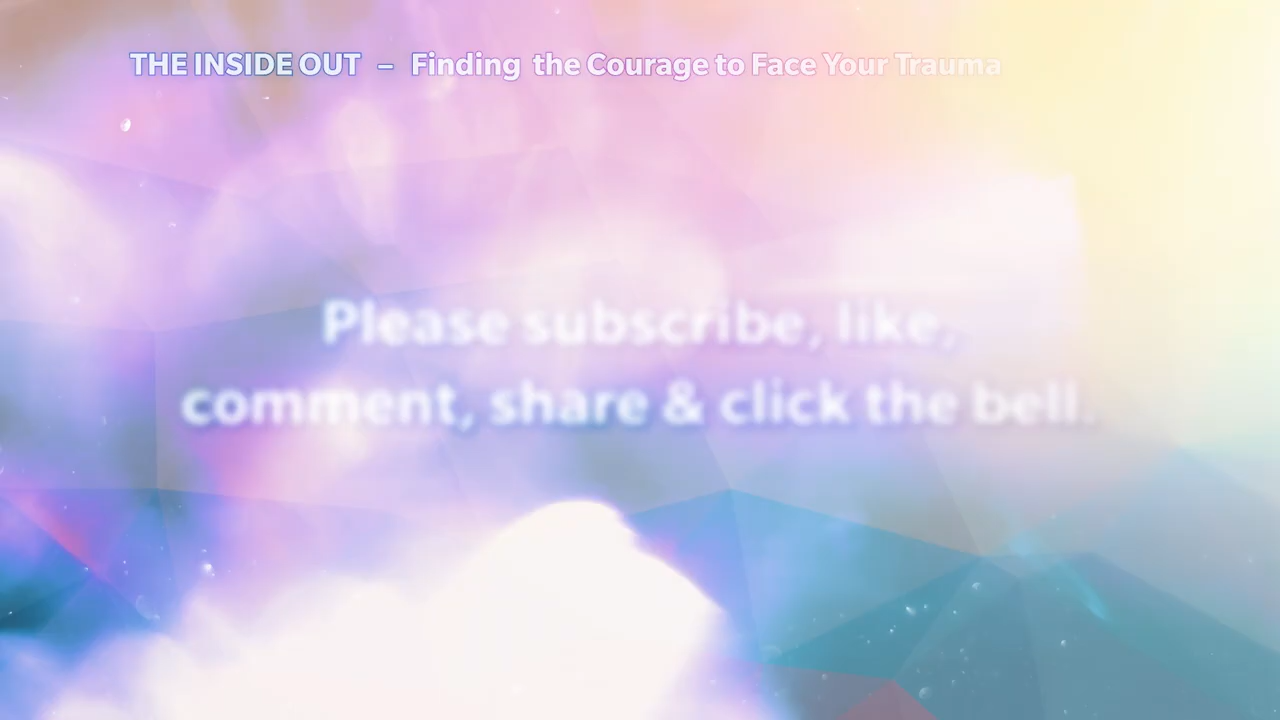 THE INSIDE OUT – Finding the Courage to Face Your Trauma
Please subscribe, like,
comment, share & click the bell.